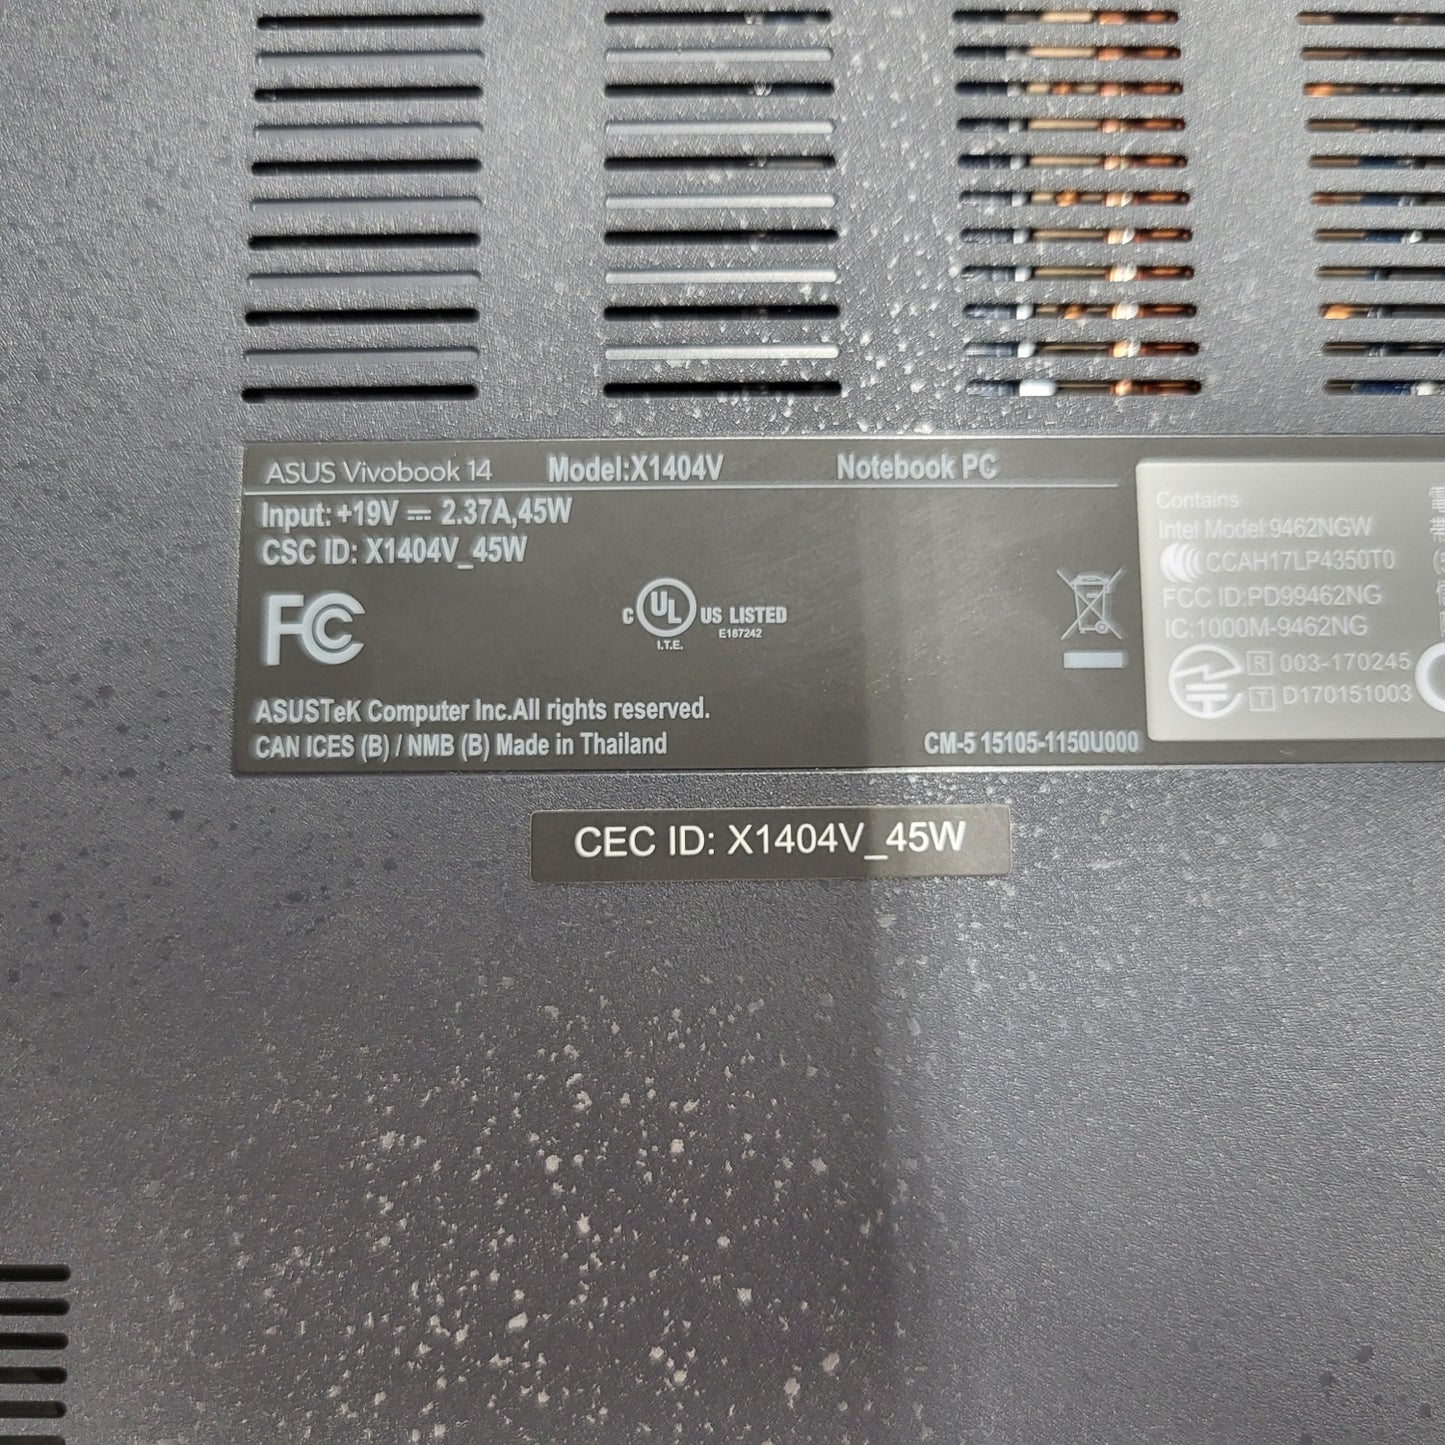 ASUS Vivobook 14 Model:X1404V Notebook PC
Input: +19V ⎓ 2.37A,45W
CSC ID: X1404V_45W
FC
c UL US LISTED
E187242
I.T.E.
ASUSTeK Computer Inc.All rights reserved.
CAN ICES (B) / NMB (B) Made in Thailand
CM-5 15105-1150U000
Contains
Intel Model:9462NGW
CCAH17LP4350T0
FCC ID:PD99462NG
IC:1000M-9462NG
R 003-170245
T D170151003
CEC ID: X1404V_45W